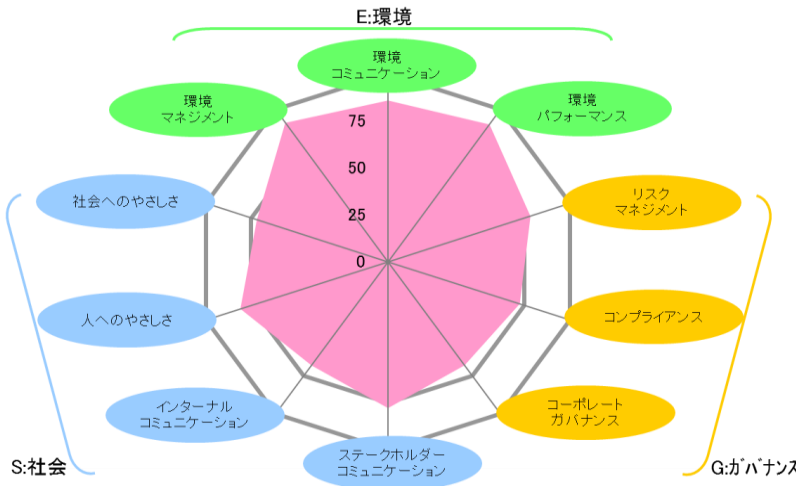 E:環境
環境
コミュニケーション
環境
マネジメント
環境
パフォーマンス
75
社会へのやさしさ
リスク
マネジメント
50
25
0
人へのやさしさ
コンプライアンス
インターナル
コミュニケーション
コーポレート
ガバナンス
ステークホルダー
コミュニケーション
S:社会
G:ガバナンス